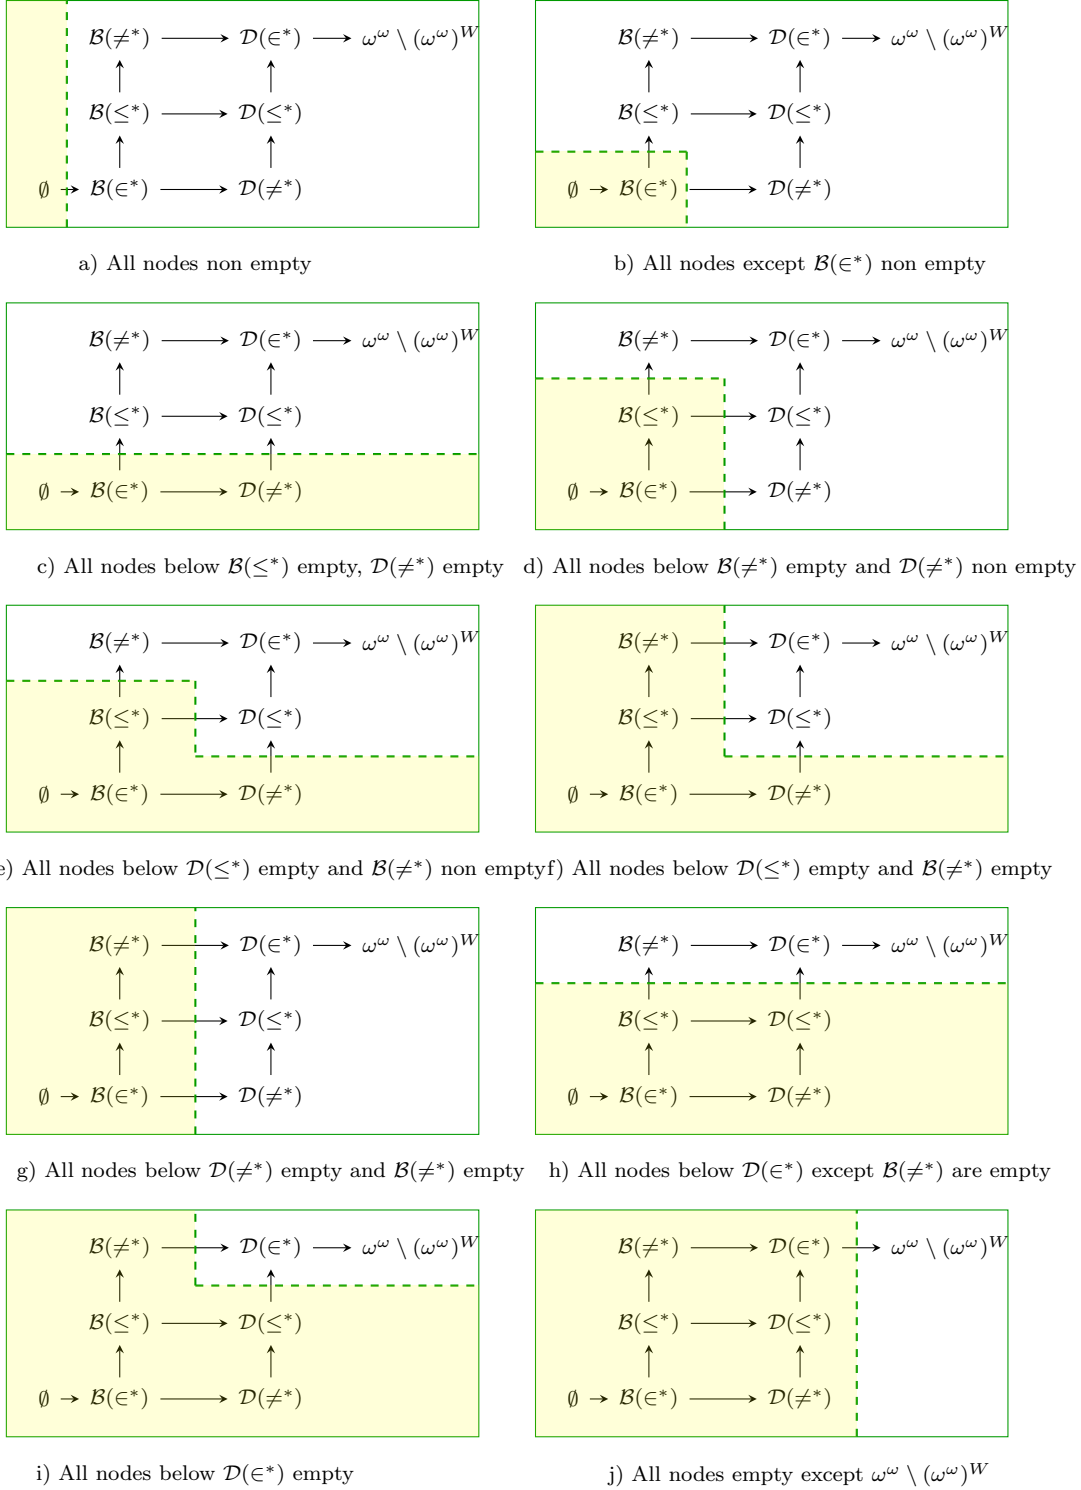 ℬ(≠*) 𝒟(∈*) ω^ω \ (ω^ω)^W
ℬ(≤*) 𝒟(≤*)
∅ ℬ(∈*) 𝒟(≠*)
a) All nodes non empty
ℬ(≠*) 𝒟(∈*) ω^ω \ (ω^ω)^W
ℬ(≤*) 𝒟(≤*)
∅ ℬ(∈*) 𝒟(≠*)
b) All nodes except ℬ(∈*) non empty
ℬ(≠*) 𝒟(∈*) ω^ω \ (ω^ω)^W
ℬ(≤*) 𝒟(≤*)
∅ ℬ(∈*) 𝒟(≠*)
c) All nodes below ℬ(≤*) empty, 𝒟(≠*) empty
ℬ(≠*) 𝒟(∈*) ω^ω \ (ω^ω)^W
ℬ(≤*) 𝒟(≤*)
∅ ℬ(∈*) 𝒟(≠*)
d) All nodes below ℬ(≠*) empty and 𝒟(≠*) non empty
ℬ(≠*) 𝒟(∈*) ω^ω \ (ω^ω)^W
ℬ(≤*) 𝒟(≤*)
∅ ℬ(∈*) 𝒟(≠*)
e) All nodes below 𝒟(≤*) empty and ℬ(≠*) non empty
ℬ(≠*) 𝒟(∈*) ω^ω \ (ω^ω)^W
ℬ(≤*) 𝒟(≤*)
∅ ℬ(∈*) 𝒟(≠*)
f) All nodes below 𝒟(≤*) empty and ℬ(≠*) empty
ℬ(≠*) 𝒟(∈*) ω^ω \ (ω^ω)^W
ℬ(≤*) 𝒟(≤*)
∅ ℬ(∈*) 𝒟(≠*)
g) All nodes below 𝒟(≠*) empty and ℬ(≠*) empty
ℬ(≠*) 𝒟(∈*) ω^ω \ (ω^ω)^W
ℬ(≤*) 𝒟(≤*)
∅ ℬ(∈*) 𝒟(≠*)
h) All nodes below 𝒟(∈*) except ℬ(≠*) are empty
ℬ(≠*) 𝒟(∈*) ω^ω \ (ω^ω)^W
ℬ(≤*) 𝒟(≤*)
∅ ℬ(∈*) 𝒟(≠*)
i) All nodes below 𝒟(∈*) empty
ℬ(≠*) 𝒟(∈*) ω^ω \ (ω^ω)^W
ℬ(≤*) 𝒟(≤*)
∅ ℬ(∈*) 𝒟(≠*)
j) All nodes empty except ω^ω \ (ω^ω)^W